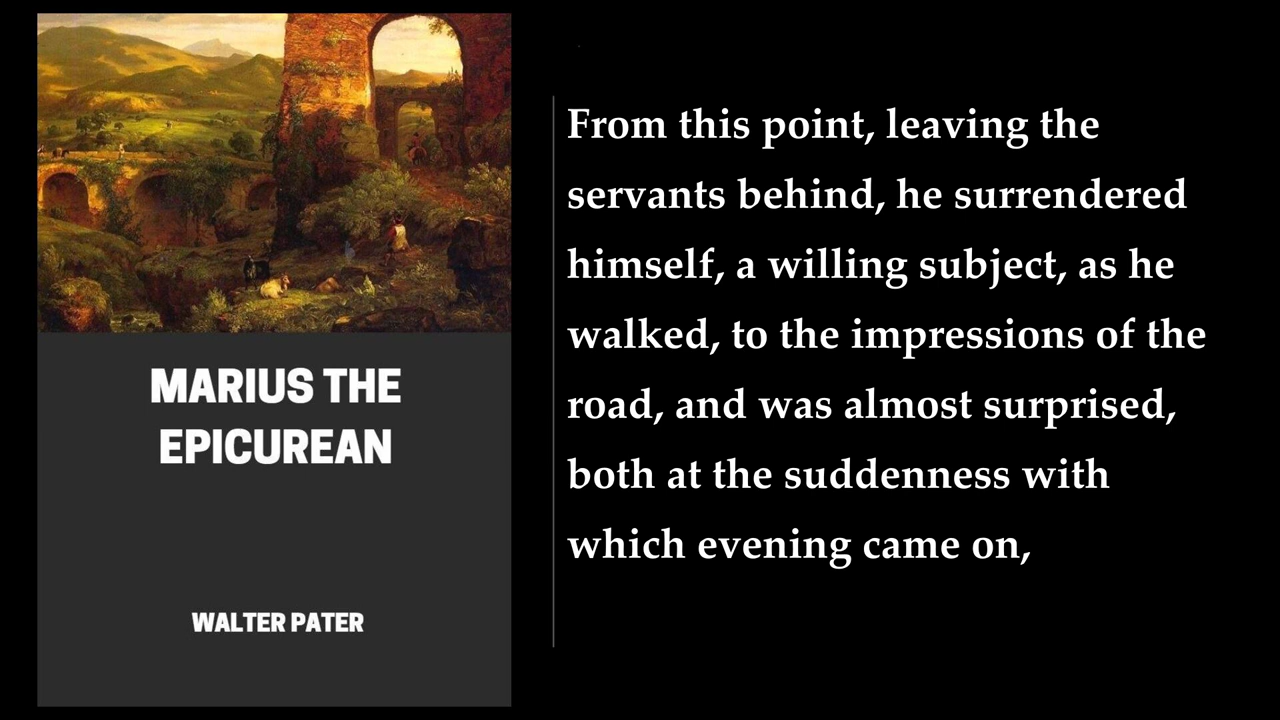 MARIUS THE
EPICUREAN
WALTER PATER
From this point, leaving the
servants behind, he surrendered
himself, a willing subject, as he
walked, to the impressions of the
road, and was almost surprised,
both at the suddenness with
which evening came on,